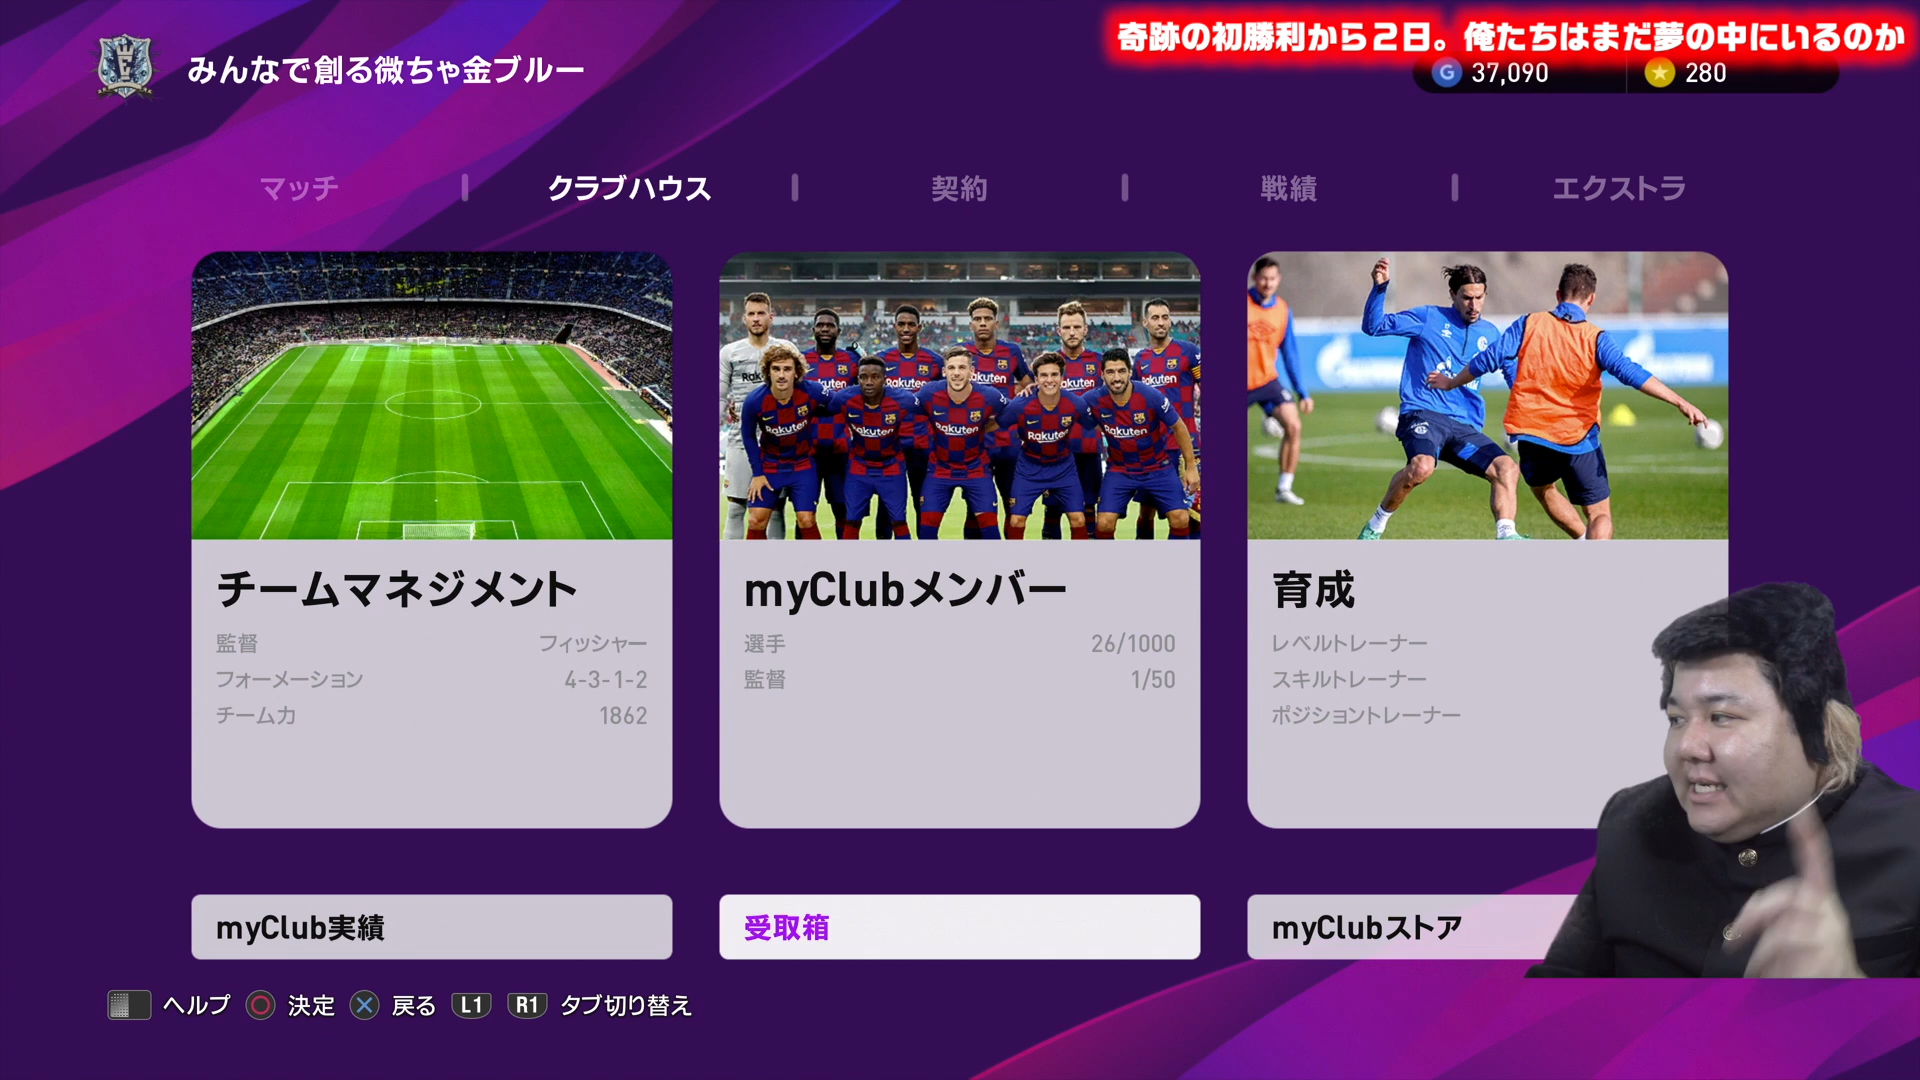 奇跡の初勝利から2日。俺たちはまだ夢の中にいるのか
みんなで創る微ちゃ金ブルー
G 37,090
280
マッチ
クラブハウス
契約
戦績
エクストラ
チームマネジメント
監督 フィッシャー
フォーメーション 4-3-1-2
チーム力 1862
Rakuten
Rakuten
Rakuten
Rakuten
Rakuten
myClubメンバー
選手 26/1000
監督 1/50
育成
レベルトレーナー
スキルトレーナー
ポジショントレーナー
myClub実績
受取箱
myClubストア
ヘルプ 決定 戻る L1 R1 タブ切り替え